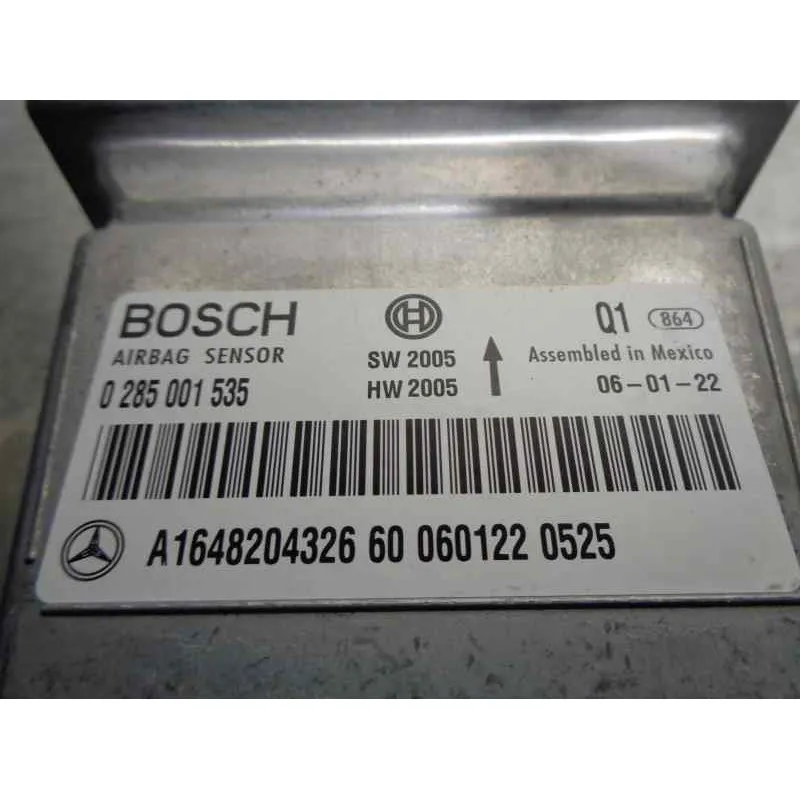 BOSCH
AIRBAG SENSOR
0 285 001 535
SW 2005
HW 2005
Q1 864
Assembled in Mexico
06-01-22
A1648204326 60 060122 0525